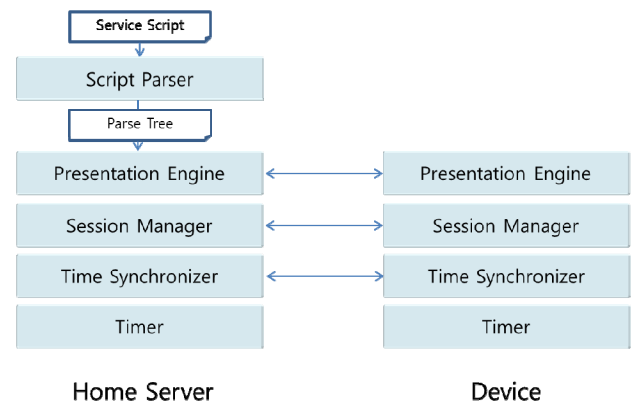 Service Script
Script Parser
Parse Tree
Presentation Engine
Presentation Engine
Session Manager
Session Manager
Time Synchronizer
Time Synchronizer
Timer
Timer
Home Server
Device